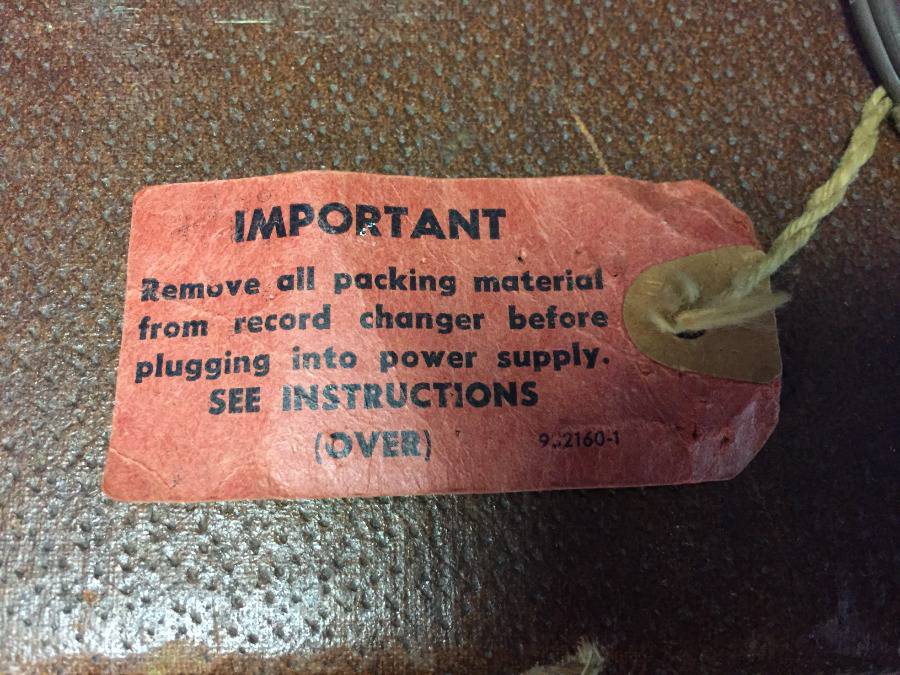 IMPORTANT
Remove all packing material
from record changer before
plugging into power supply.
SEE INSTRUCTIONS
(OVER)